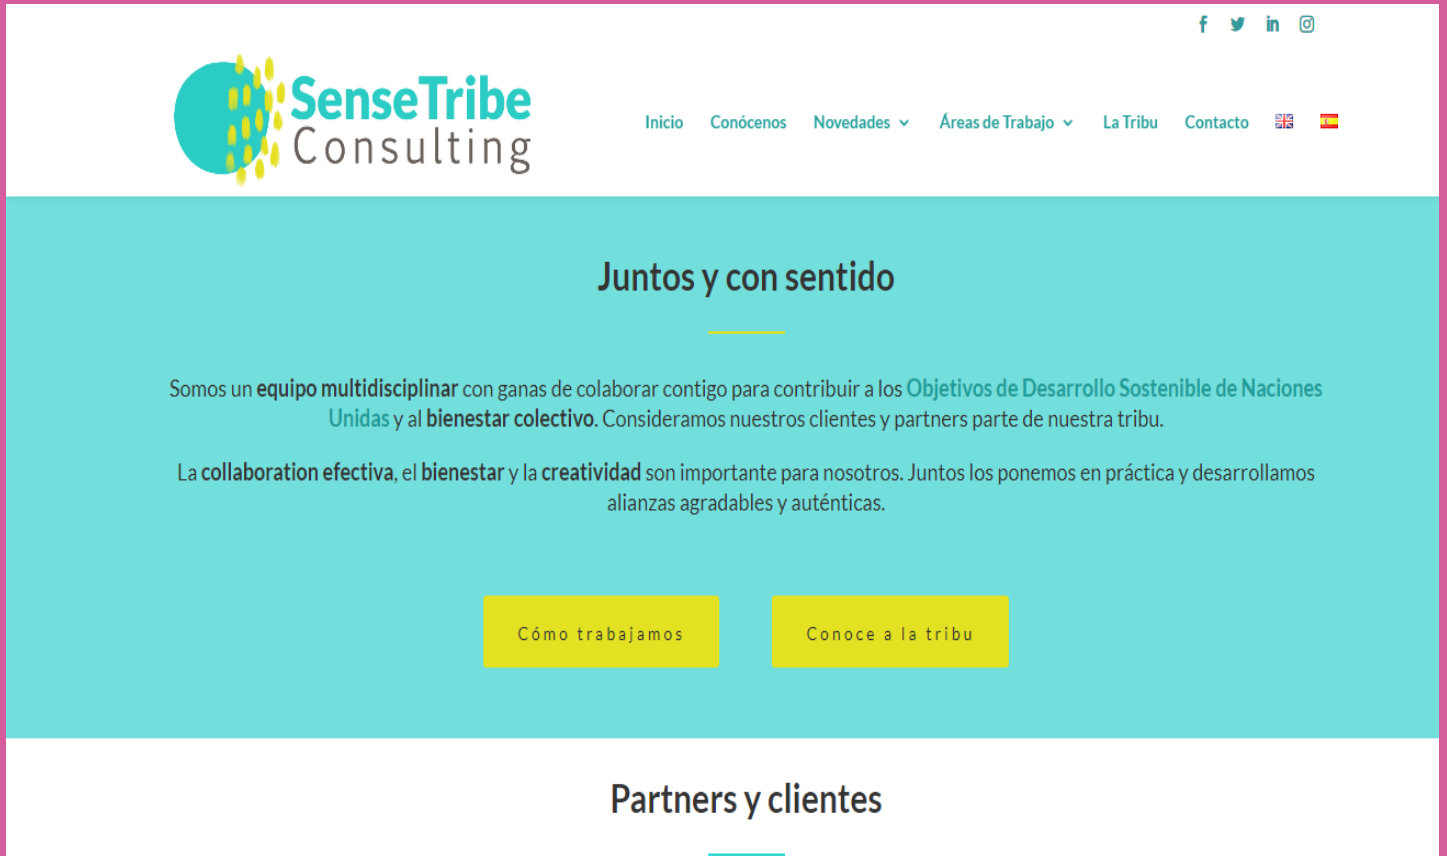 SenseTribe
Consulting
Inicio Conócenos Novedades Áreas de Trabajo La Tribu Contacto
Juntos y con sentido
Somos un equipo multidisciplinar con ganas de colaborar contigo para contribuir a los Objetivos de Desarrollo Sostenible de Naciones
Unidas y al bienestar colectivo. Consideramos nuestros clientes y partners parte de nuestra tribu.
La collaboration efectiva, el bienestar y la creatividad son importante para nosotros. Juntos los ponemos en práctica y desarrollamos
alianzas agradables y auténticas.
Cómo trabajamos Conoce a la tribu
Partners y clientes